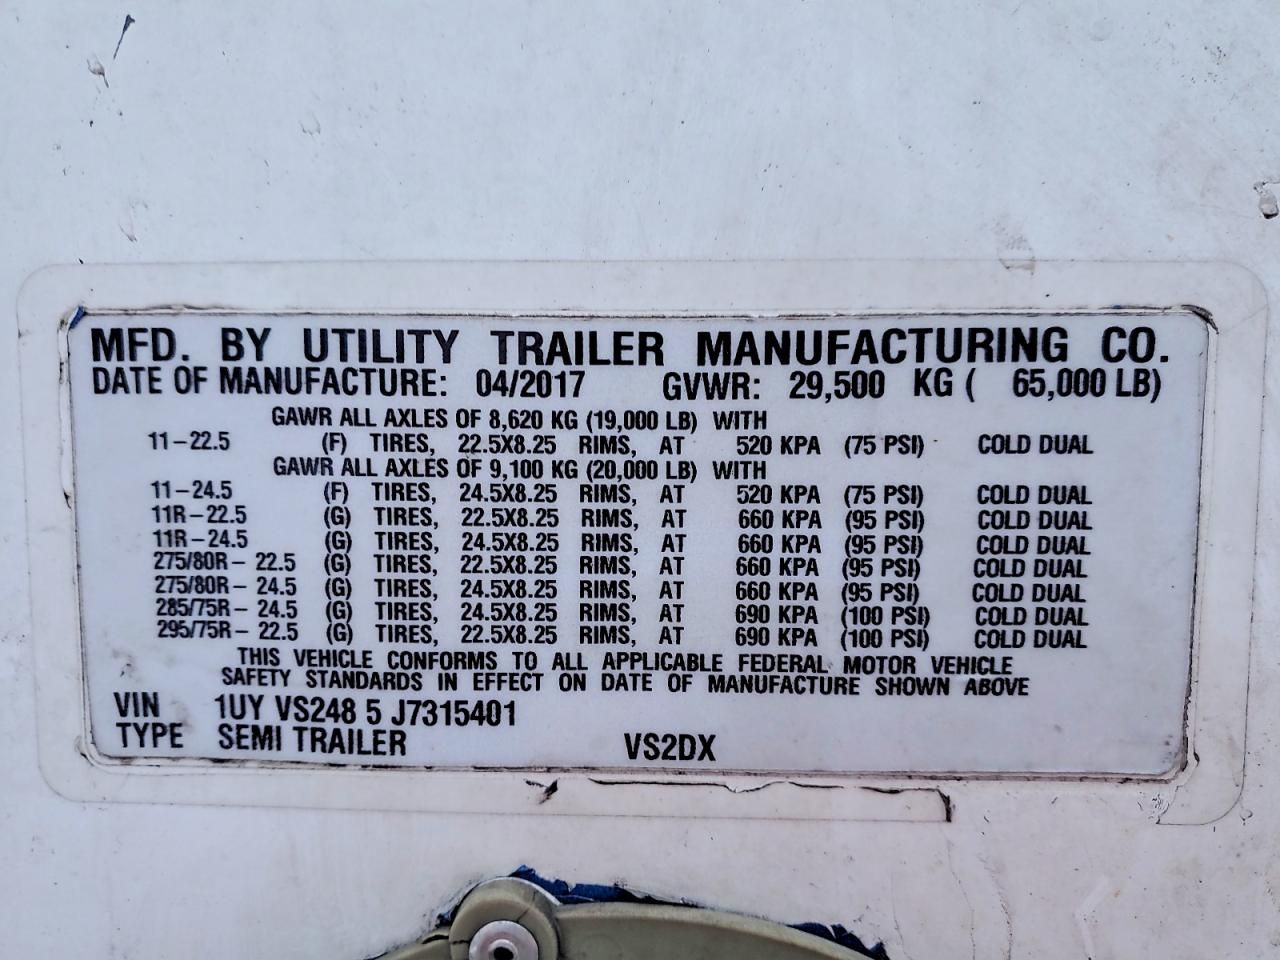 MFD. BY UTILITY TRAILER MANUFACTURING CO.
DATE OF MANUFACTURE: 04/2017 GVWR: 29,500 KG ( 65,000 LB)
GAWR ALL AXLES OF 8,620 KG (19,000 LB) WITH
11-22.5 (F) TIRES, 22.5X8.25 RIMS, AT 520 KPA (75 PSI) COLD DUAL
GAWR ALL AXLES OF 9,100 KG (20,000 LB) WITH
11-24.5 (F) TIRES, 24.5X8.25 RIMS, AT 520 KPA (75 PSI) COLD DUAL
11R-22.5 (G) TIRES, 22.5X8.25 RIMS, AT 660 KPA (95 PSI) COLD DUAL
11R-24.5 (G) TIRES, 24.5X8.25 RIMS, AT 660 KPA (95 PSI) COLD DUAL
275/80R- 22.5 (G) TIRES, 22.5X8.25 RIMS, AT 660 KPA (95 PSI) COLD DUAL
275/80R- 24.5 (G) TIRES, 24.5X8.25 RIMS, AT 660 KPA (95 PSI) COLD DUAL
285/75R- 24.5 (G) TIRES, 24.5X8.25 RIMS, AT 690 KPA (100 PSI) COLD DUAL
295/75R- 22.5 (G) TIRES, 22.5X8.25 RIMS, AT 690 KPA (100 PSI) COLD DUAL
THIS VEHICLE CONFORMS TO ALL APPLICABLE FEDERAL MOTOR VEHICLE
SAFETY STANDARDS IN EFFECT ON DATE OF MANUFACTURE SHOWN ABOVE
VIN 1UY VS248 5 J7315401
TYPE SEMI TRAILER VS2DX